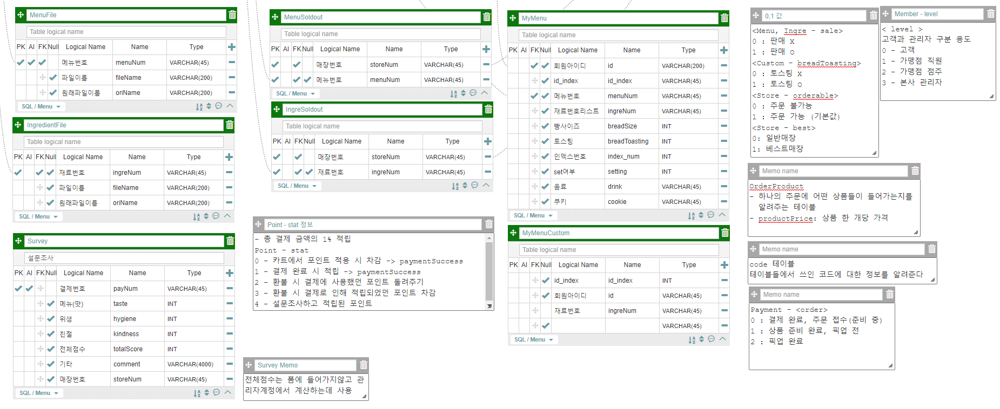 MenuFile
Table logical name
PK AI FK Null Logical Name Name Type
메뉴번호 menuNum VARCHAR(45)
파일이름 fileName VARCHAR(200)
원래파일이름 oriName VARCHAR(200)
SQL / Menu
IngredientFile
Table logical name
PK AI FK Null Logical Name Name Type
재료번호 ingreNum VARCHAR(45)
파일이름 fileName VARCHAR(200)
원래파일이름 oriName VARCHAR(200)
SQL / Menu
Survey
설문조사
PK AI FK Null Logical Name Name Type
결제번호 payNum VARCHAR(45)
메뉴(맛) taste INT
위생 hygiene INT
친절 kindness INT
전체점수 totalScore INT
기타 comment VARCHAR(4000)
매장번호 storeNum VARCHAR(45)
SQL / Menu
MenuSoldout
Table logical name
PK AI FK Null Logical Name Name Type
매장번호 storeNum VARCHAR(45)
메뉴번호 menuNum VARCHAR(45)
SQL / Menu
IngreSoldout
Table logical name
PK AI FK Null Logical Name Name Type
매장번호 storeNum VARCHAR(45)
재료번호 ingreNum VARCHAR(45)
SQL / Menu
Point - stat 정보
- 총 결제 금액의 1% 적립
Point - stat
0 - 카트에서 포인트 적용 시 차감 -> paymentSuccess
1 - 결제 완료 시 적립 -> paymentSuccess
2 - 환불 시 결제에 사용했던 포인트 돌려주기
3 - 환불 시 결제로 인해 적립되었던 포인트 차감
4 - 설문조사하고 적립된 포인트
Survey Memo
전체점수는 폼에 들어가지않고 관
리자계정에서 계산하는데 사용
MyMenu
Table logical name
PK AI FK Null Logical Name Name Type
회원아이디 id VARCHAR(200)
id_index id_index VARCHAR(45)
메뉴번호 menuNum VARCHAR(45)
재료번호리스트 ingreNum VARCHAR(45)
빵사이즈 breadSize INT
토스팅 breadToasting INT
인덱스번호 index_num INT
set여부 setting INT
음료 drink VARCHAR(45)
쿠키 cookie VARCHAR(45)
SQL / Menu
MyMenuCustom
Table logical name
PK AI FK Null Logical Name Name Type
id_index id_index INT
회원아이디 id VARCHAR(45)
재료번호 ingreNum VARCHAR(45)
VARCHAR(45)
SQL / Menu
0,1 값
<Menu, Ingre - sale>
0 : 판매 X
1 : 판매 O
<Custom - breadToasting>
0 : 토스팅 X
1 : 토스팅 O
<Store - orderable>
0 : 주문 불가능
1 : 주문 가능 (기본값)
<Store - best>
0: 일반매장
1: 베스트매장
Member - level
< level >
고객과 관리자 구분 용도
0 - 고객
1 - 가맹점 직원
2 - 가맹점 점주
3 - 본사 관리자
Memo name
OrderProduct
- 하나의 주문에 어떤 상품들이 들어가는지를
알려주는 테이블
- productPrice: 상품 한 개당 가격
Memo name
code 테이블
테이블들에서 쓰인 코드에 대한 정보를 알려준다
Memo name
Payment - <order>
0 : 결제 완료, 주문 접수(준비 중)
1 : 상품 준비 완료, 픽업 전
2 : 픽업 완료